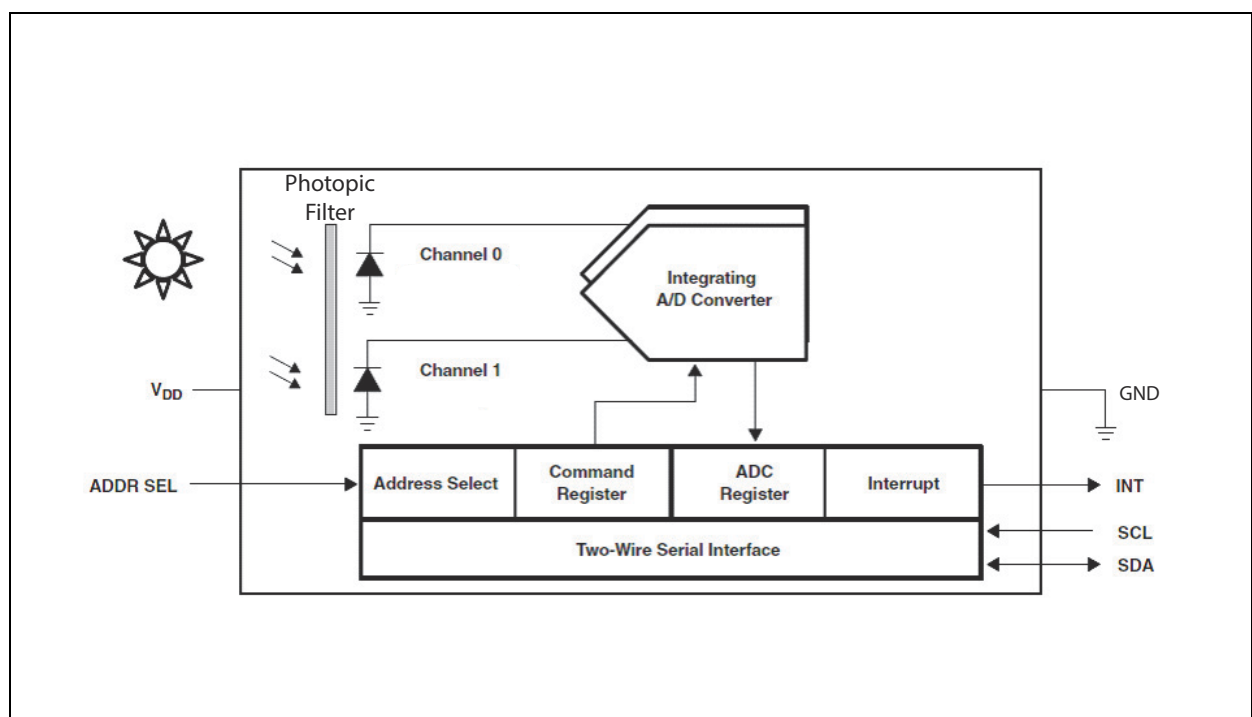 Photopic
Filter
Channel 0
Integrating
A/D Converter
Channel 1
VDD
GND
ADDR SEL
Address Select
Command
Register
ADC
Register
Interrupt
INT
SCL
Two-Wire Serial Interface
SDA